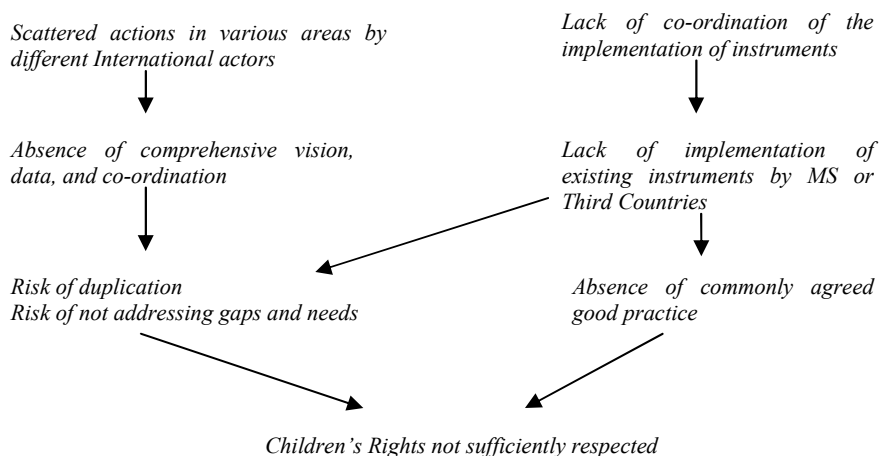 Scattered actions in various areas by
different International actors
Lack of co-ordination of the
implementation of instruments
Absence of comprehensive vision,
data, and co-ordination
Lack of implementation of
existing instruments by MS or
Third Countries
Risk of duplication
Risk of not addressing gaps and needs
Absence of commonly agreed
good practice
Children's Rights not sufficiently respected